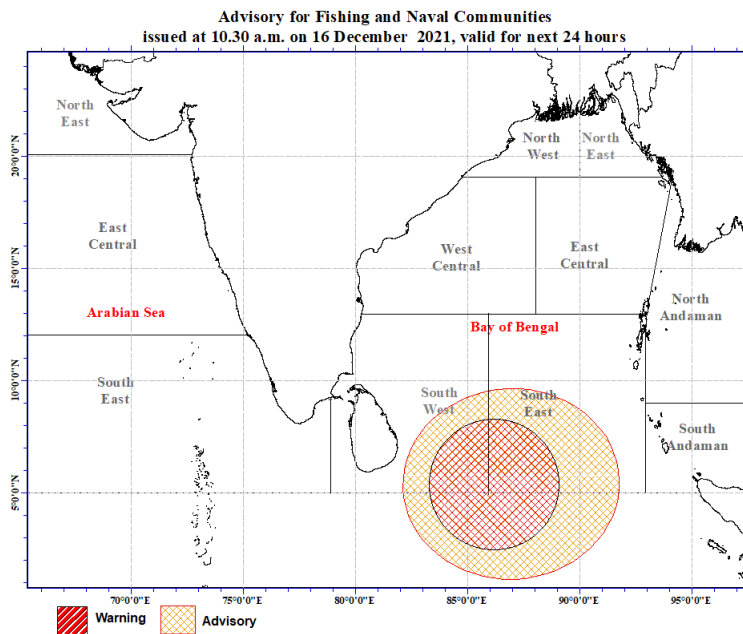 Advisory for Fishing and Naval Communities
issued at 10.30 a.m. on 16 December 2021, valid for next 24 hours
North
East
North
West
North
East
20°0'0"N
East
Central
West
Central
East
Central
15°0'0"N
Arabian Sea
Bay of Bengal
North
Andaman
10°0'0"N
South
East
South
West
South
East
South
Andaman
5°0'0"N
70°0'0"E
75°0'0"E
80°0'0"E
85°0'0"E
90°0'0"E
95°0'0"E
Warning
Advisory